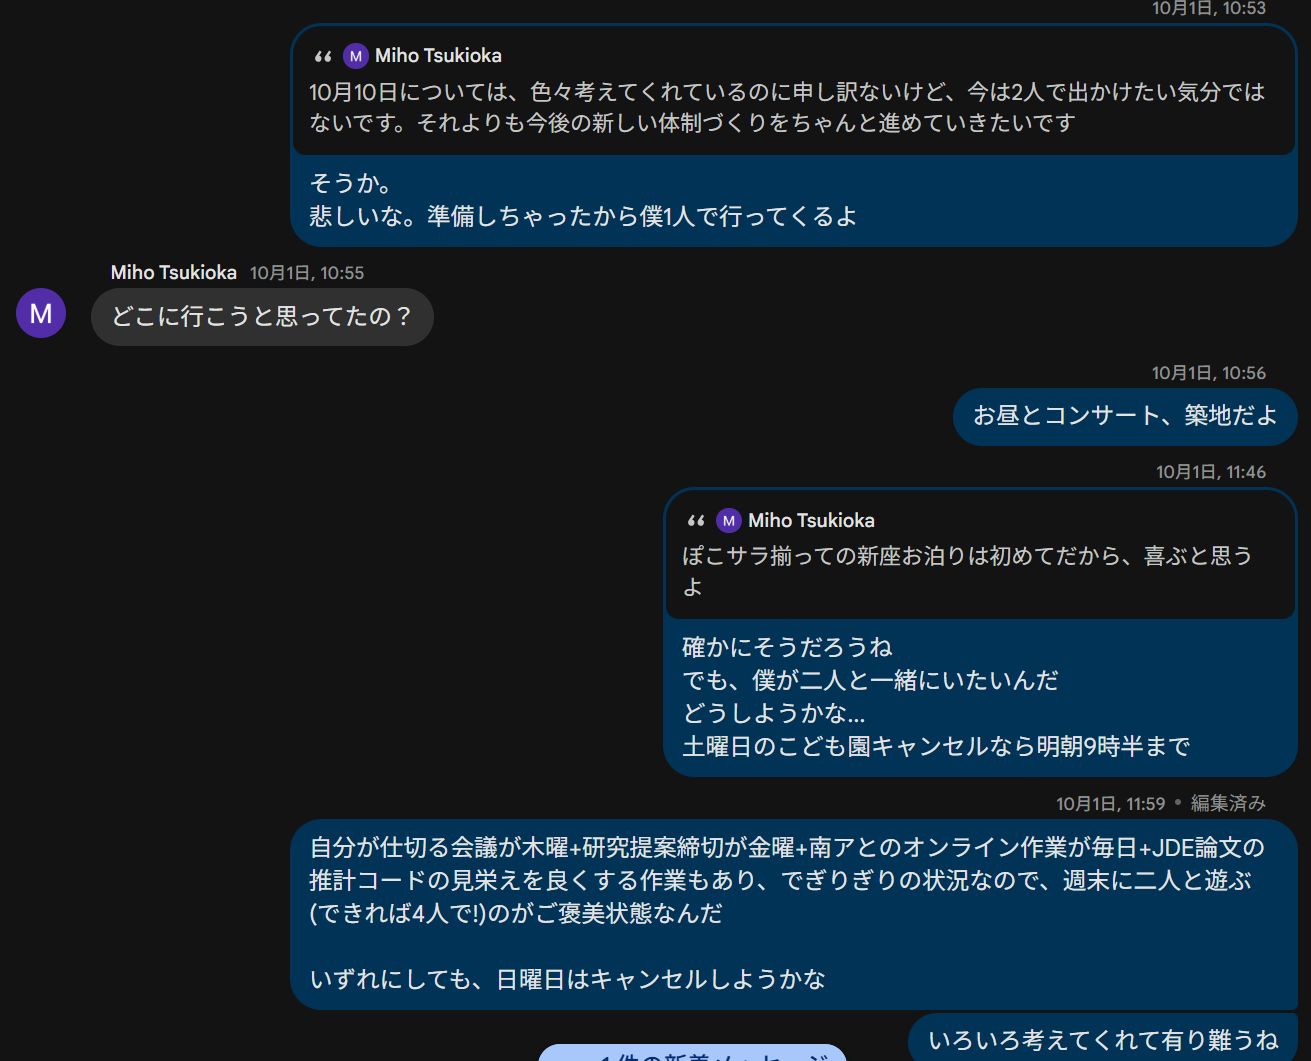 10月1日, 10:53
Miho Tsukioka
10月10日については、色々考えてくれているのに申し訳ないけど、今は2人で出かけたい気分では
ないです。それよりも今後の新しい体制づくりをちゃんと進めていきたいです
そうか。
悲しいな。準備しちゃったから僕1人で行ってくるよ
Miho Tsukioka 10月1日, 10:55
M
どこに行こうと思ってたの？
10月1日, 10:56
お昼とコンサート、築地だよ
10月1日, 11:46
M Miho Tsukioka
ぽこサラ揃っての新座お泊りは初めてだから、喜ぶと思う
よ
確かにそうだろうね
でも、僕が二人と一緒にいたいんだ
どうしようかな...
土曜日のこども園キャンセルなら明朝9時半まで
10月1日, 11:59 • 編集済み
自分が仕切る会議が木曜+研究提案締切が金曜+南アとのオンライン作業が毎日+JDE論文の
推計コードの見栄えを良くする作業もあり、でぎりぎりの状況なので、週末に二人と遊ぶ
(できれば4人で!)のがご褒美状態なんだ
いずれにしても、日曜日はキャンセルしようかな
いろいろ考えてくれて有り難うね
1 件の新着メッセージ